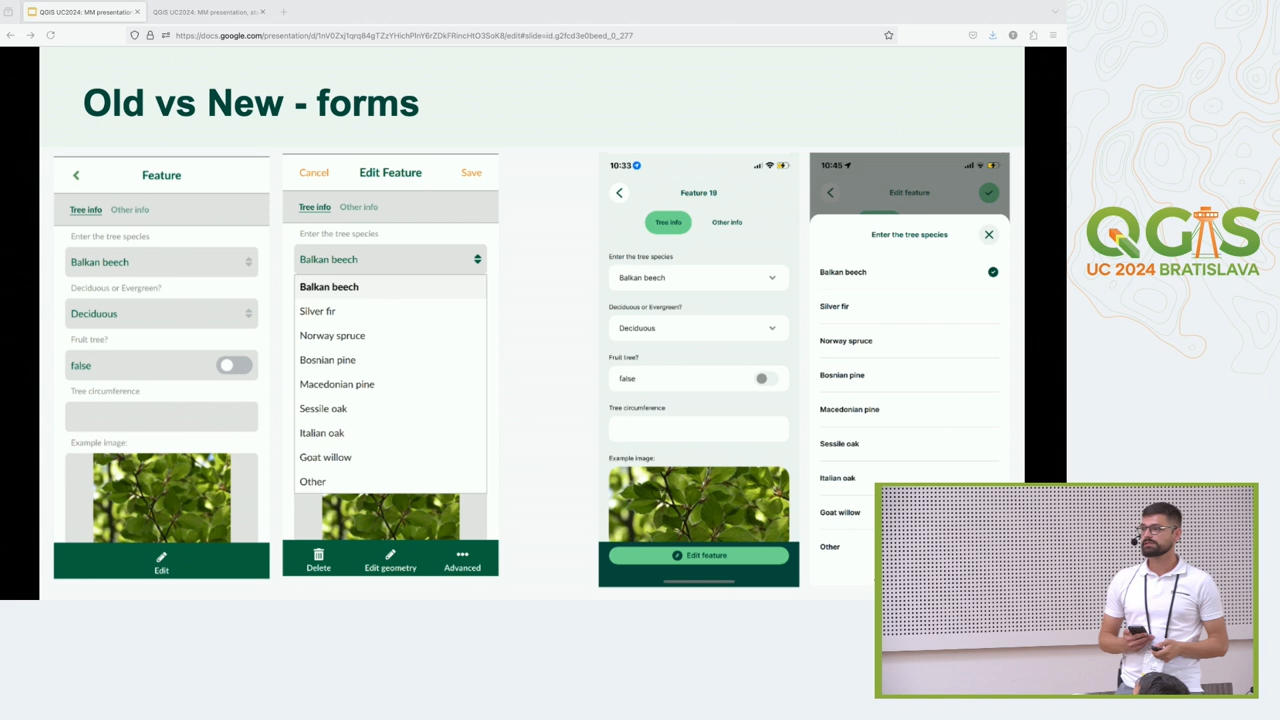 QGIS UC2024: MM presentation
QGIS UC2024: MM presentation, st
https://docs.google.com/presentation/d/1nV0Zxj1qrq84gTZzYHichPlnY6rZDkFRincHtO3SoK8/edit#slide=id.g2fcd3e0beed_0_277
Old vs New - forms
Feature
Tree info Other info
Enter the tree species
Balkan beech
Deciduous or Evergreen?
Deciduous
Fruit tree?
false
Tree circumference
Example image:
Edit
Cancel Edit Feature Save
Tree info Other info
Enter the tree species
Balkan beech
Balkan beech
Silver fir
Norway spruce
Bosnian pine
Macedonian pine
Sessile oak
Italian oak
Goat willow
Other
Delete Edit geometry Advanced
10:33
Feature 19
Tree info Other info
Enter the tree species
Balkan beech
Deciduous or Evergreen?
Deciduous
Fruit tree?
false
Tree circumference
Example image:
Edit feature
10:45
Edit feature
Enter the tree species
Balkan beech
Silver fir
Norway spruce
Bosnian pine
Macedonian pine
Sessile oak
Italian oak
Goat willow
Other
QGIS
UC 2024 BRATISLAVA